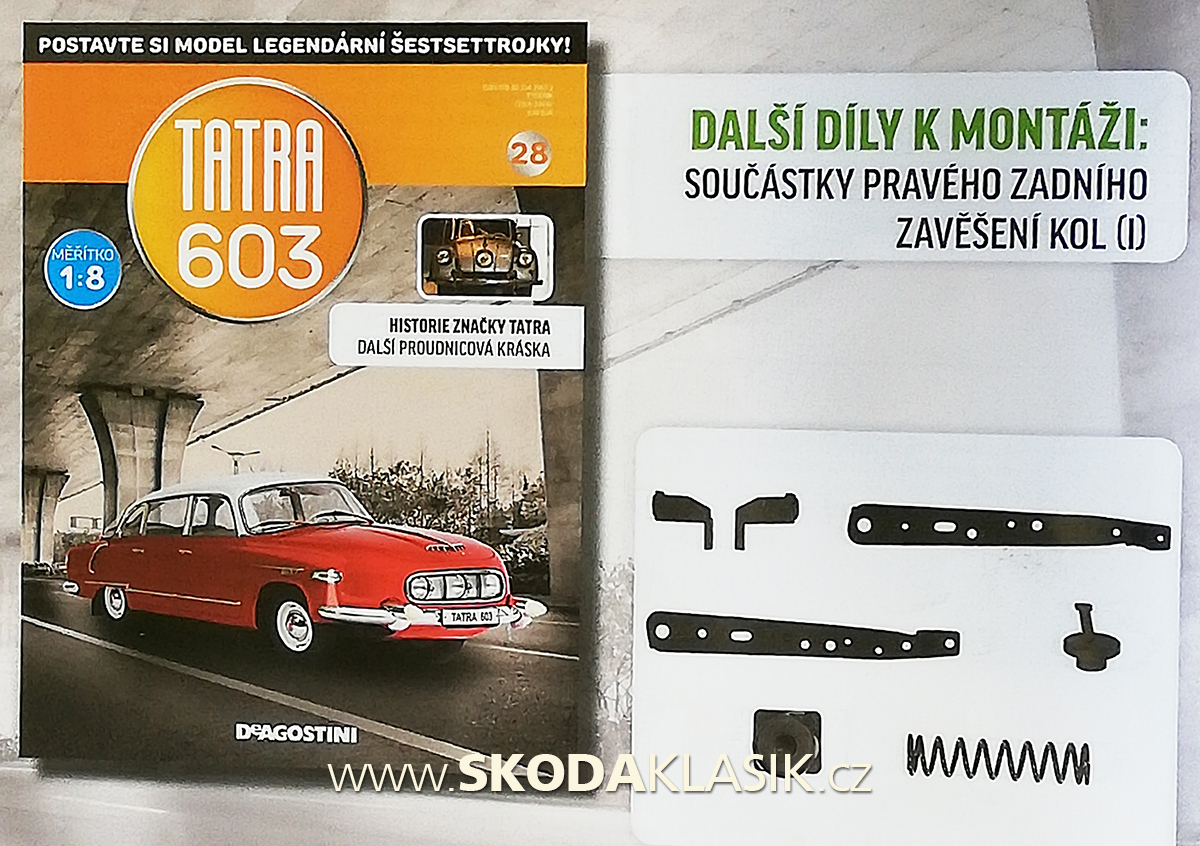 POSTAVTE SI MODEL LEGENDÁRNÍ ŠESTSETTROJKY!
TATRA
603
28
MĚŘÍTKO
1:8
HISTORIE ZNAČKY TATRA
DALŠÍ PROUDNICOVÁ KRÁSKA
TATRA 603
DeAGOSTINI
DALŠÍ DÍLY K MONTÁŽI:
SOUČÁSTKY PRAVÉHO ZADNÍHO
ZAVĚŠENÍ KOL (I)
www.SKODAKLASIK.cz